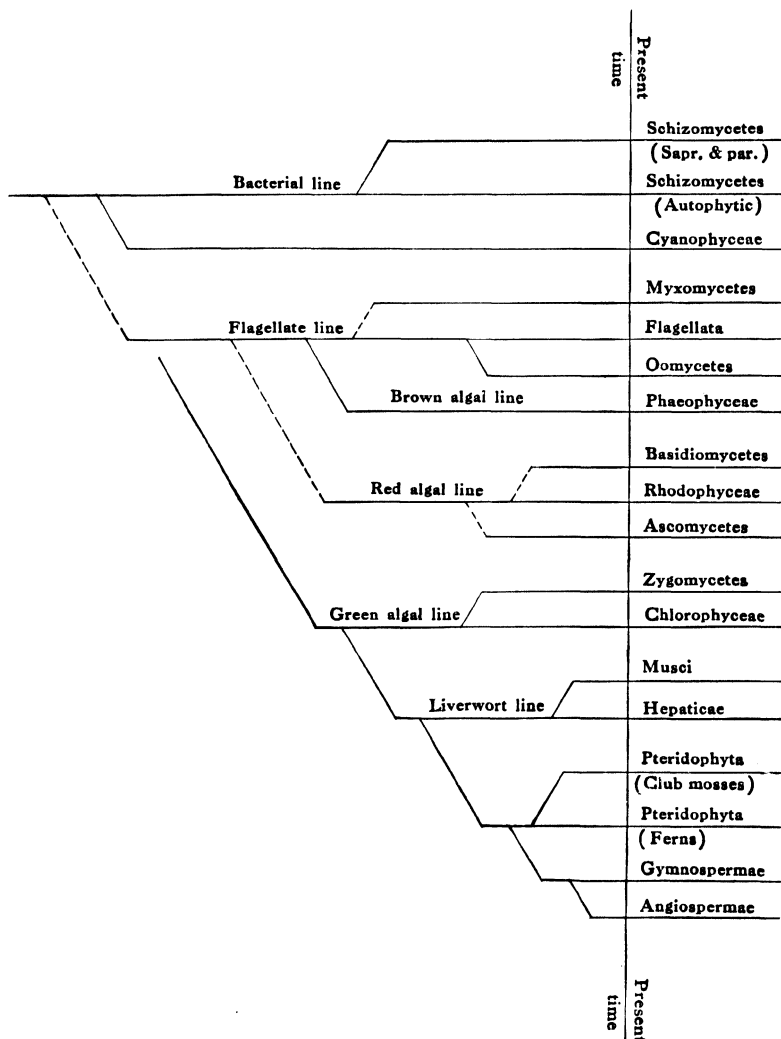 Present
time
Schizomycetes
(Sapr. & par.)
Bacterial line
Schizomycetes
(Autophytic)
Cyanophyceae
Myxomycetes
Flagellate line
Flagellata
Oomycetes
Brown algal line
Phaeophyceae
Basidiomycetes
Red algal line
Rhodophyceae
Ascomycetes
Zygomycetes
Green algal line
Chlorophyceae
Musci
Liverwort line
Hepaticae
Pteridophyta
(Club mosses)
Pteridophyta
(Ferns)
Gymnospermae
Angiospermae
Present
time